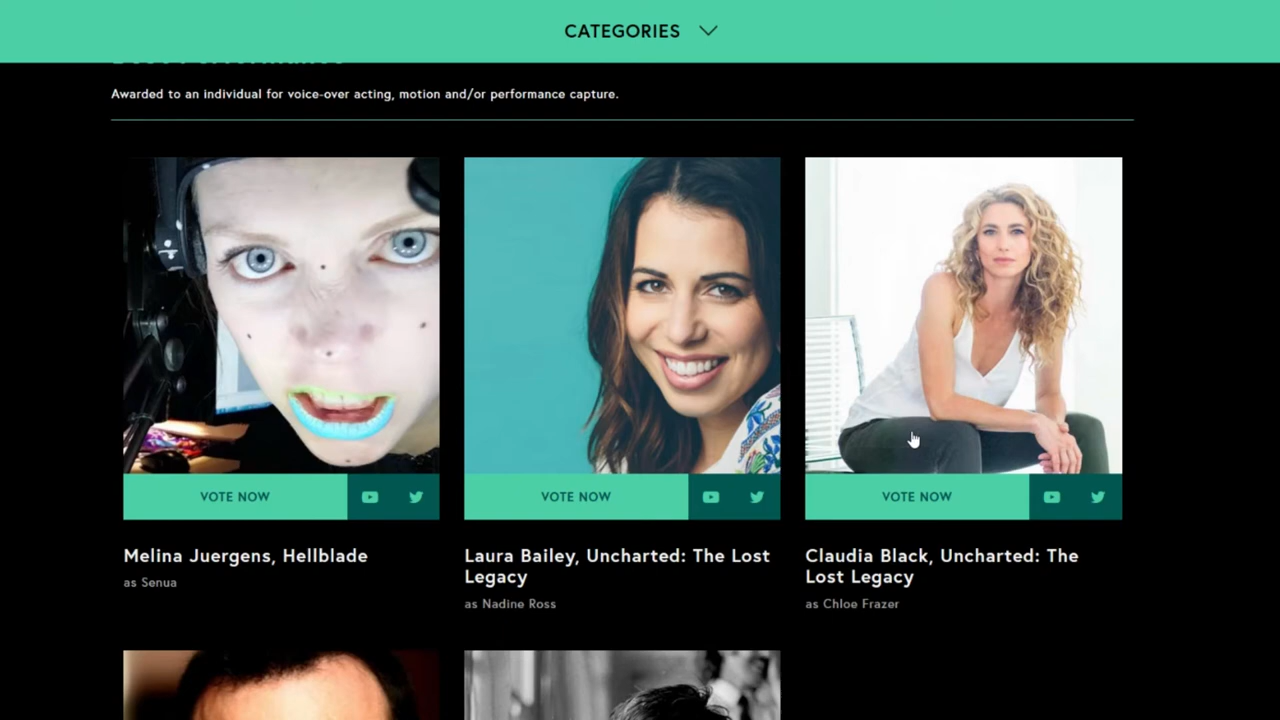 CATEGORIES
Awarded to an individual for voice-over acting, motion and/or performance capture.
VOTE NOW
VOTE NOW
VOTE NOW
Melina Juergens, Hellblade
as Senua
Laura Bailey, Uncharted: The Lost
Legacy
as Nadine Ross
Claudia Black, Uncharted: The
Lost Legacy
as Chloe Frazer